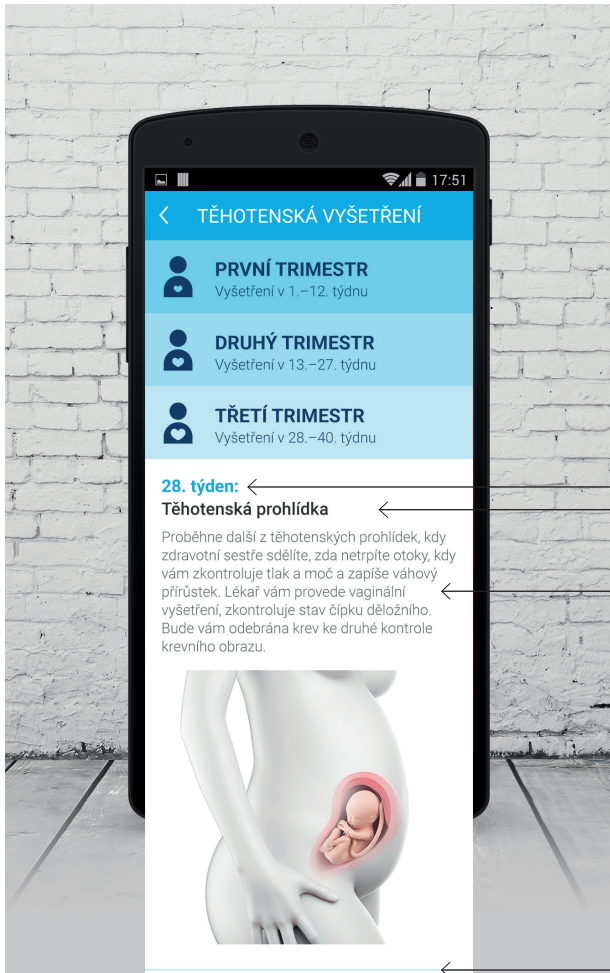 17:51
TĚHOTENSKÁ VYŠETŘENÍ
PRVNÍ TRIMESTR
Vyšetření v 1.–12. týdnu
DRUHÝ TRIMESTR
Vyšetření v 13.–27. týdnu
TŘETÍ TRIMESTR
Vyšetření v 28.–40. týdnu
28. týden:
Těhotenská prohlídka
Proběhne další z těhotenských prohlídek, kdy
zdravotní sestře sdělíte, zda netrpíte otoky, kdy
vám zkontroluje tlak a moč a zapíše váhový
přírůstek. Lékař vám provede vaginální
vyšetření, zkontroluje stav čípku děložního.
Bude vám odebrána krev ke druhé kontrole
krevního obrazu.